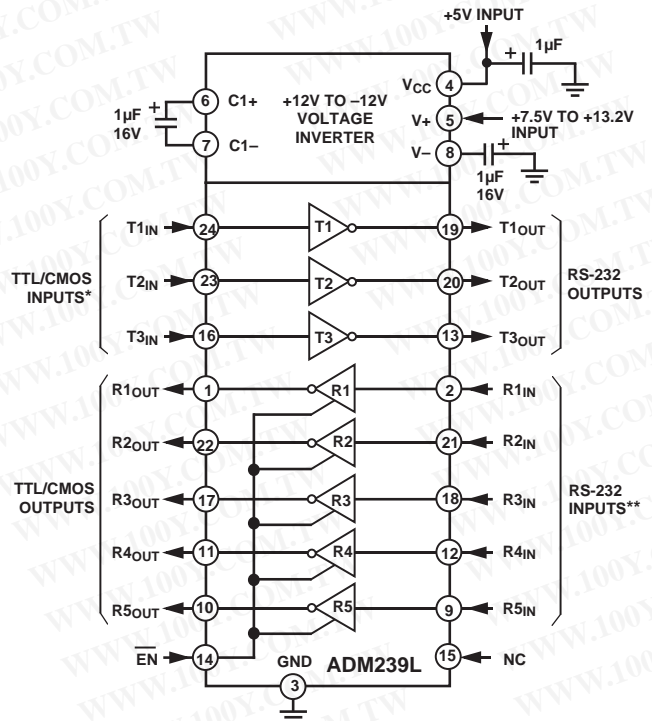 +5V INPUT
+ 1µF
VCC 4
6 C1+
+12V TO –12V
VOLTAGE
INVERTER
+
1µF
16V
V+ 5
+7.5V TO +13.2V
INPUT
7 C1–
V– 8
+
1µF
16V
T1IN 24 T1 19 T1OUT
TTL/CMOS
INPUTS*
T2IN 23 T2 20 T2OUT
RS-232
OUTPUTS
T3IN 16 T3 13 T3OUT
R1OUT 1 R1 2 R1IN
R2OUT 22 R2 21 R2IN
TTL/CMOS
OUTPUTS
R3OUT 17 R3 18 R3IN
RS-232
INPUTS**
R4OUT 11 R4 12 R4IN
R5OUT 10 R5 9 R5IN
EN 14
GND
ADM239L
15 NC
3
WWW.100Y.COM.TW